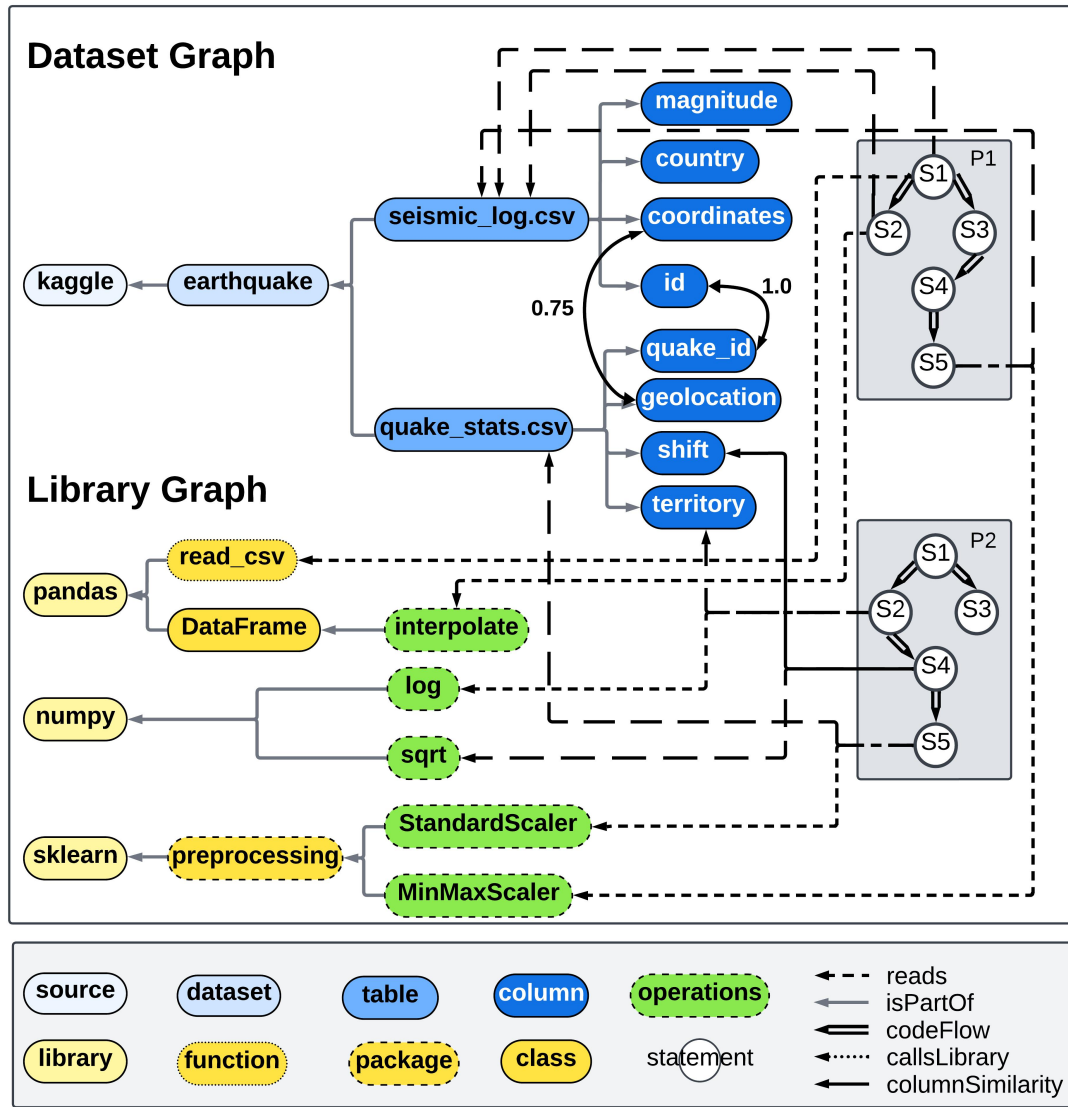 Dataset Graph
magnitude
country
seismic_log.csv
coordinates
kaggle
earthquake
id
1.0
0.75
quake_id
geolocation
quake_stats.csv
shift
territory
P1
S1
S2
S3
S4
S5
Library Graph
read_csv
pandas
DataFrame
interpolate
log
numpy
sqrt
StandardScaler
sklearn
preprocessing
MinMaxScaler
P2
S1
S2
S3
S4
S5
source
dataset
table
column
operations
library
function
package
class
statement
reads
isPartOf
codeFlow
callsLibrary
columnSimilarity